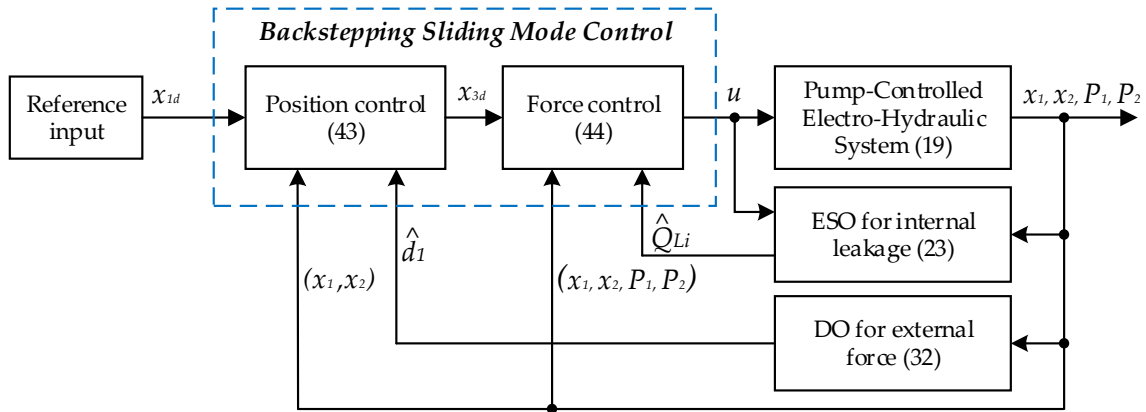 Backstepping Sliding Mode Control
Reference
input
x1d
Position control
(43)
x3d
Force control
(44)
u
Pump-Controlled
Electro-Hydraulic
System (19)
x1, x2, P1, P2
ESO for internal
leakage (23)
Q̂Li
d̂1
(x1,x2)
(x1, x2, P1, P2)
DO for external
force (32)